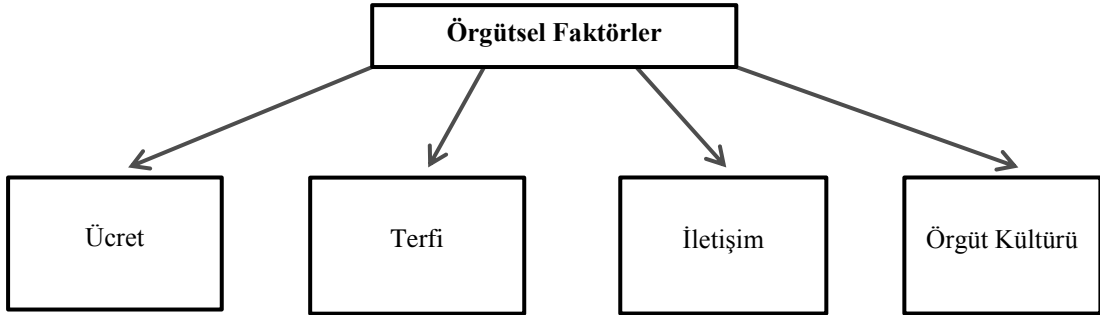 Örgütsel Faktörler
Ücret
Terfi
İletişim
Örgüt Kültürü